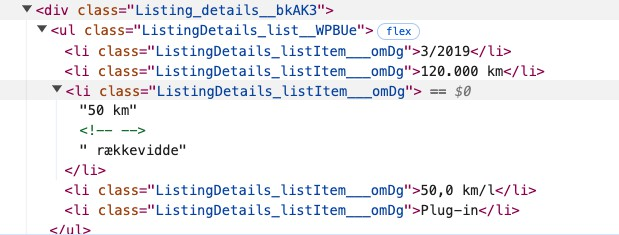 <div class="Listing_details__bkAK3">
<ul class="ListingDetails_list__WPBUe"> flex
<li class="ListingDetails_listItem___omDg">3/2019</li>
<li class="ListingDetails_listItem___omDg">120.000 km</li>
<li class="ListingDetails_listItem___omDg"> == $0
"50 km"
<!-- -->
" rækkevidde"
</li>
<li class="ListingDetails_listItem___omDg">50,0 km/l</li>
<li class="ListingDetails_listItem___omDg">Plug-in</li>
</ul>